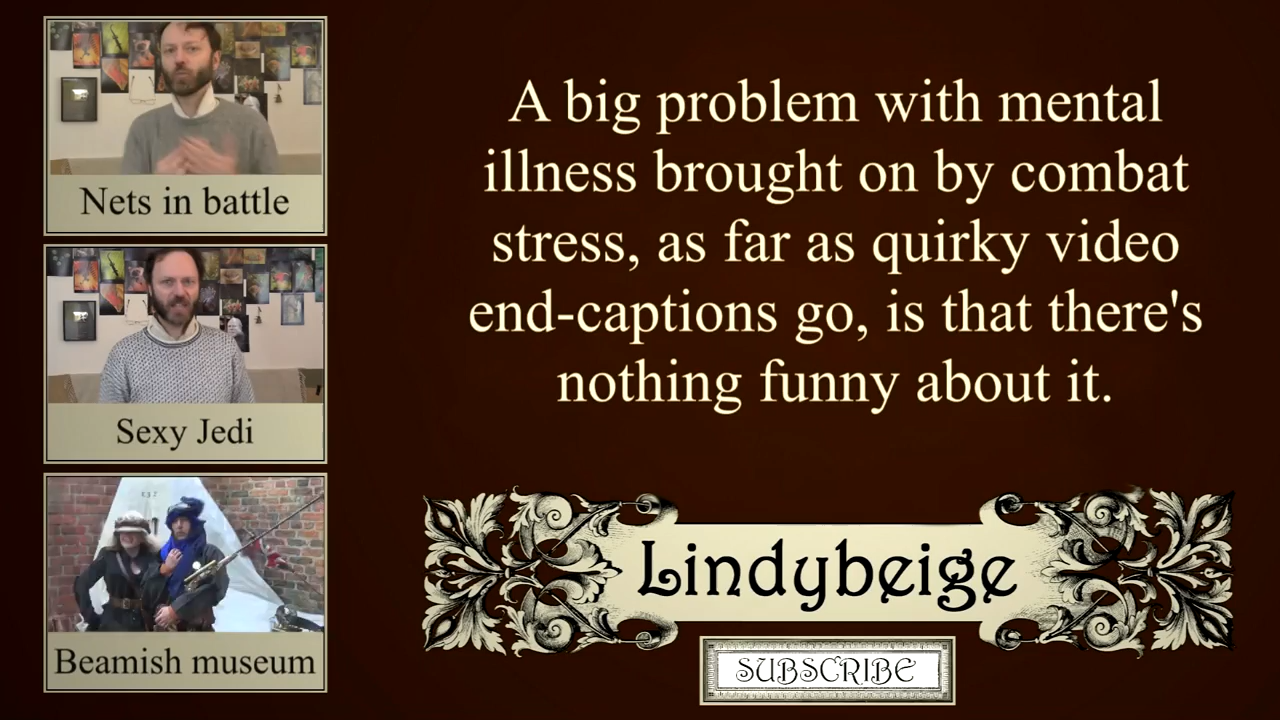 Nets in battle
Sexy Jedi
Beamish museum
A big problem with mental
illness brought on by combat
stress, as far as quirky video
end-captions go, is that there's
nothing funny about it.
Lindybeige
SUBSCRIBE